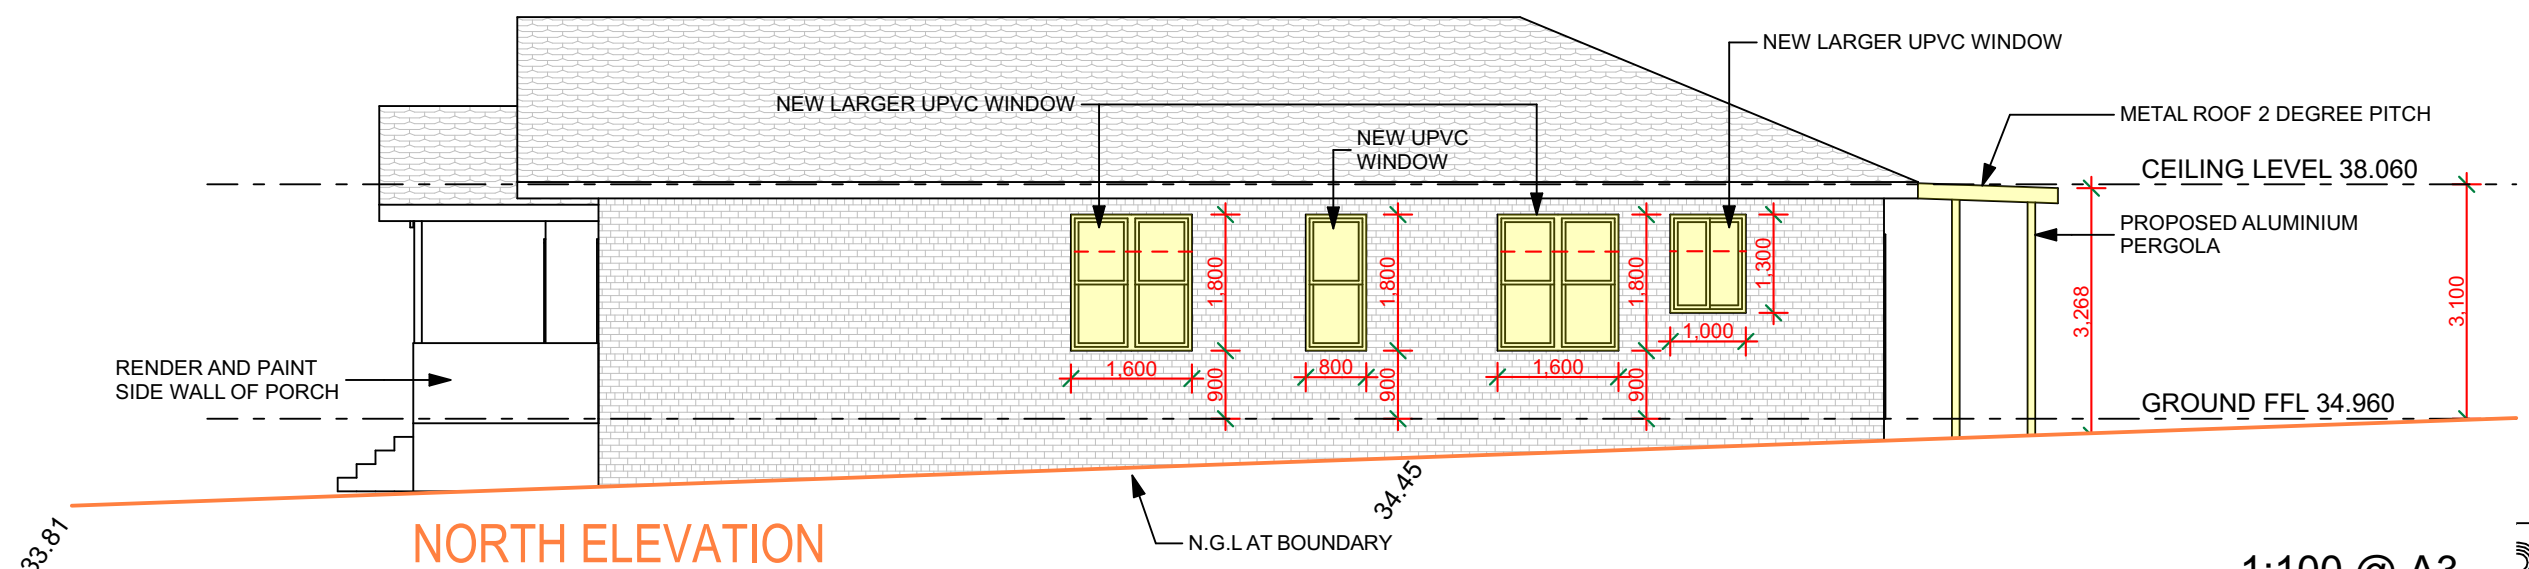 NEW LARGER UPVC WINDOW
NEW LARGER UPVC WINDOW
NEW UPVC
WINDOW
METAL ROOF 2 DEGREE PITCH
CEILING LEVEL 38.060
PROPOSED ALUMINIUM
PERGOLA
1,800
1,800
1,800
1,300
3,268
3,100
1,000
RENDER AND PAINT
SIDE WALL OF PORCH
1,600
900
800
900
1,600
900
GROUND FFL 34.960
34.45
33.81
NORTH ELEVATION
N.G.L AT BOUNDARY
1:100 @ A3